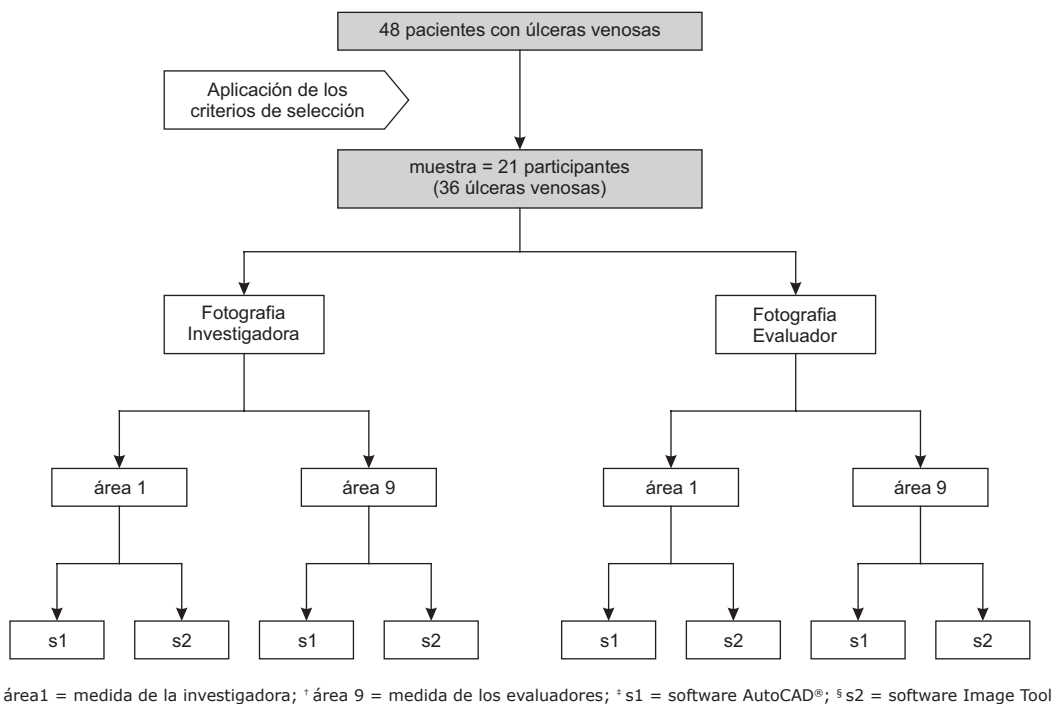 48 pacientes con úlceras venosas
Aplicación de los
criterios de selección
muestra = 21 participantes
(36 úlceras venosas)
Fotografia
Investigadora
Fotografia
Evaluador
área 1
área 9
área 1
área 9
s1
s2
s1
s2
s1
s2
s1
s2
área1 = medida de la investigadora; † área 9 = medida de los evaluadores; ‡ s1 = software AutoCAD®; § s2 = software Image Tool